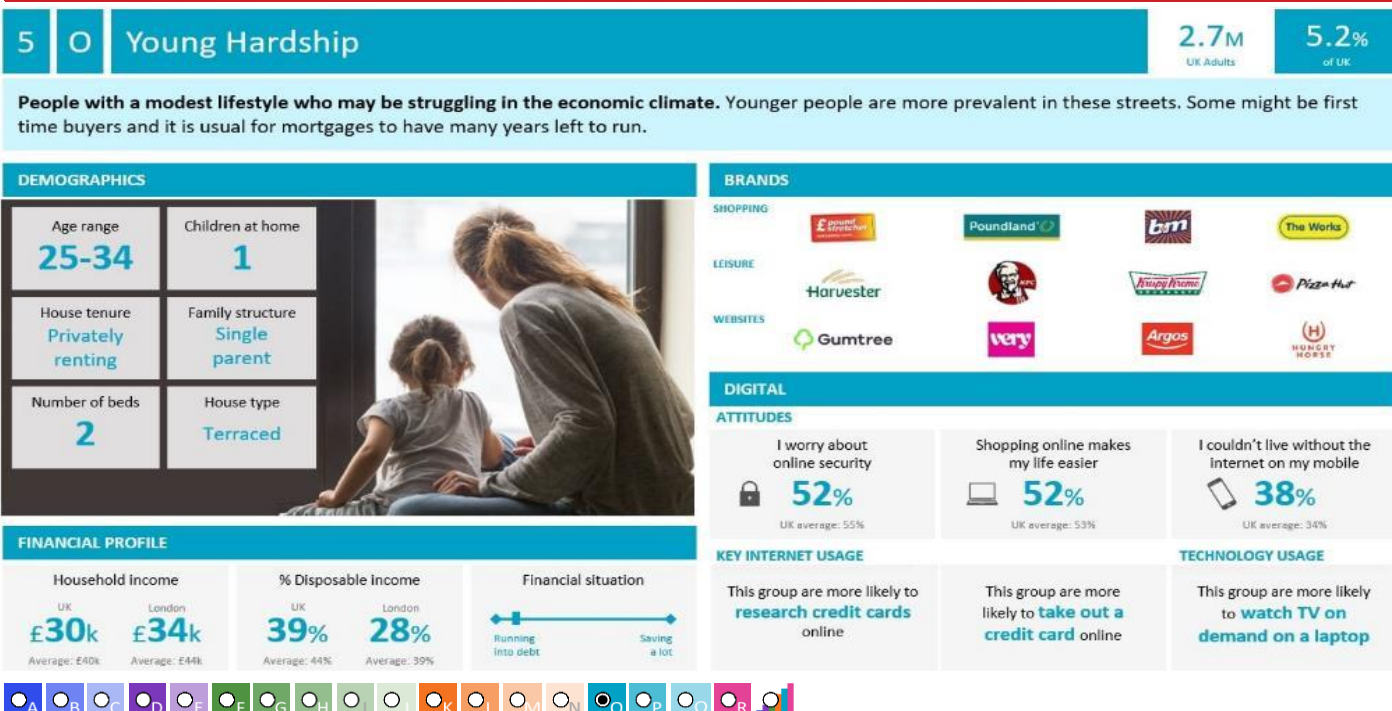 5 O Young Hardship
2.7M
UK Adults
5.2%
of UK
People with a modest lifestyle who may be struggling in the economic climate. Younger people are more prevalent in these streets. Some might be first
time buyers and it is usual for mortgages to have many years left to run.
DEMOGRAPHICS
Age range
25-34
Children at home
1
House tenure
Privately
renting
Family structure
Single
parent
Number of beds
2
House type
Terraced
FINANCIAL PROFILE
Household income
UK
£30k
Average: £40k
London
£34k
Average: £44k
% Disposable income
UK
39%
Average: 44%
London
28%
Average: 39%
Financial situation
Running
into debt
Saving
a lot
BRANDS
SHOPPING
£ pound
stretcher
Poundland
bm
The Works
LEISURE
Harvester
KFC
Krispy Kreme
Pizza Hut
WEBSITES
Gumtree
very
Argos
H
HUNGRY
HORSE
DIGITAL
ATTITUDES
I worry about
online security
52%
UK average: 55%
Shopping online makes
my life easier
52%
UK average: 53%
I couldn't live without the
internet on my mobile
38%
UK average: 34%
KEY INTERNET USAGE
This group are more likely to
research credit cards
online
This group are more
likely to take out a
credit card online
TECHNOLOGY USAGE
This group are more likely
to watch TV on
demand on a laptop
A B C D E F G H I J K L M N O P Q R